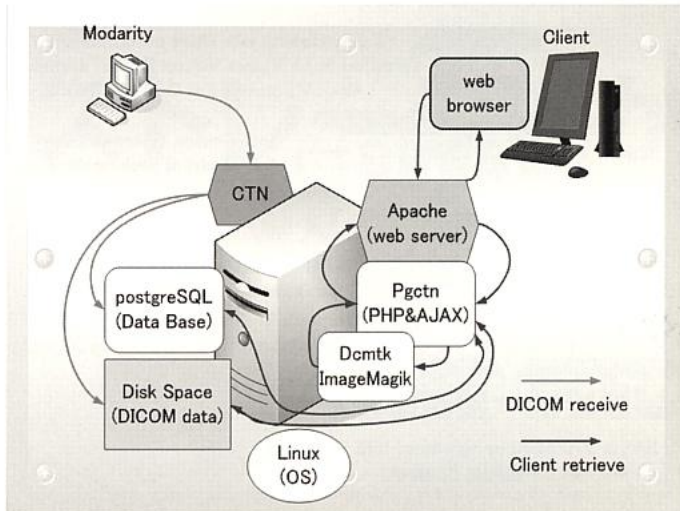 Modarity
Client
web
browser
CTN
Apache
(web server)
postgreSQL
(Data Base)
Pgctn
(PHP&AJAX)
Dcmtk
ImageMagik
Disk Space
(DICOM data)
DICOM receive
Linux
(OS)
Client retrieve